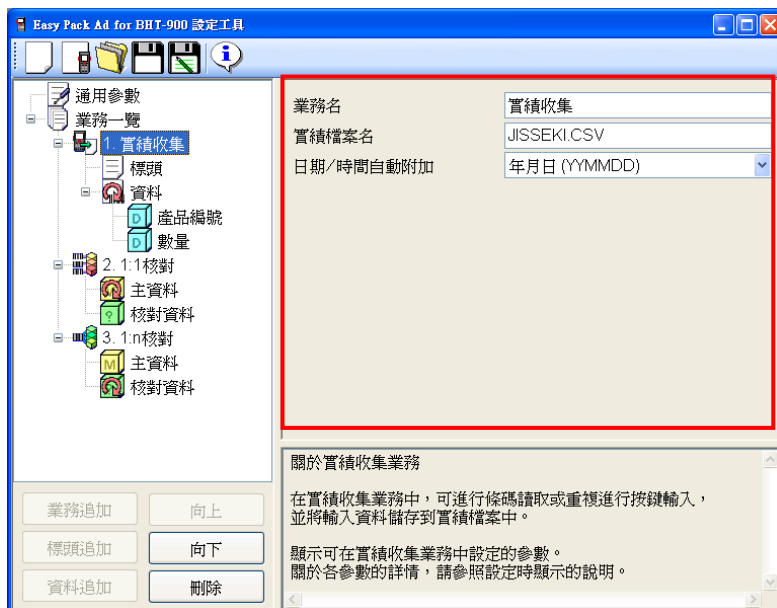 Easy Pack Ad for BHT-900 設定工具
通用參數
業務一覽
1. 實績收集
標頭
資料
產品編號
數量
2. 1:1核對
主資料
核對資料
3. 1:n核對
主資料
核對資料
業務追加
向上
標頭追加
向下
資料追加
刪除
業務名
實績收集
實績檔案名
JISSEKI.CSV
日期/時間自動附加
年月日 (YYMMDD)
關於實績收集業務
在實績收集業務中，可進行條碼讀取或重複進行按鍵輸入，
並將輸入資料儲存到實績檔案中。
顯示可在實績收集業務中設定的參數。
關於各參數的詳情，請參照設定時顯示的說明。